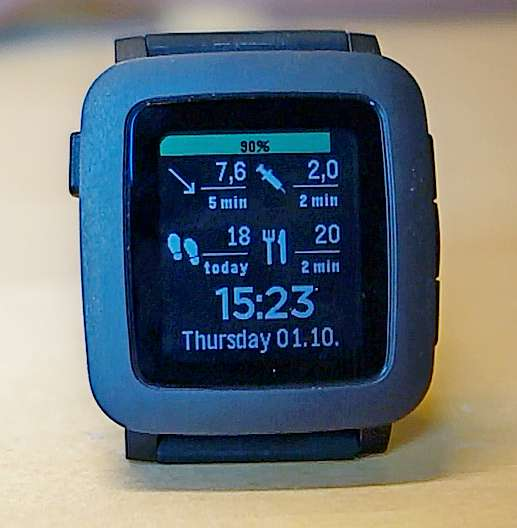 90%
7,6 2,0
5 min 2 min
18 20
today 2 min
15:23
Thursday 01.10.